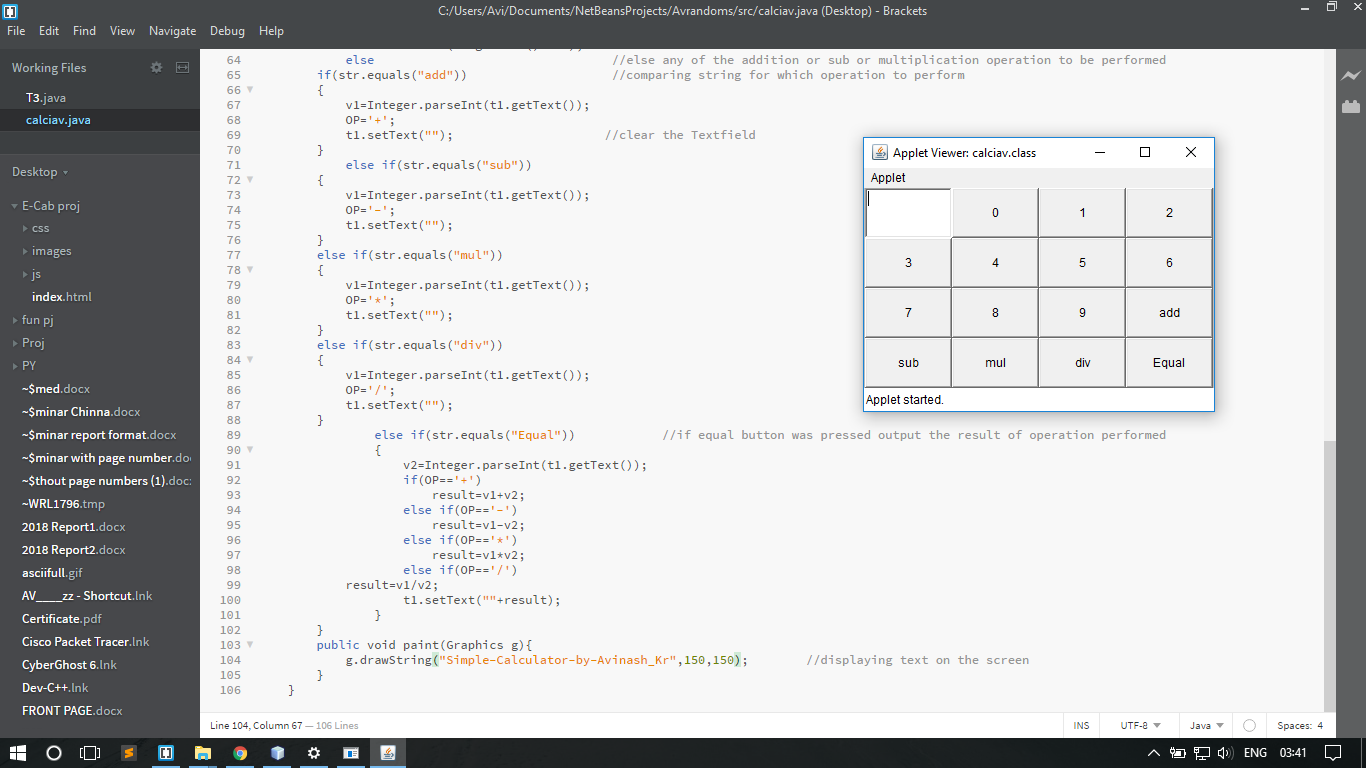 C:/Users/Avi/Documents/NetBeansProjects/Avrandoms/src/calciav.java (Desktop) - Brackets
File Edit Find View Navigate Debug Help
Working Files
T3.java
calciav.java
Desktop
E-Cab proj
css
images
js
index.html
fun pj
Proj
PY
~$med.docx
~$minar Chinna.docx
~$minar report format.docx
~$minar with page number.do
~$thout page numbers (1).doc
~WRL1796.tmp
2018 Report1.docx
2018 Report2.docx
asciifull.gif
AV____zz - Shortcut.lnk
Certificate.pdf
Cisco Packet Tracer.lnk
CyberGhost 6.lnk
Dev-C++.lnk
FRONT PAGE.docx
64 else //else any of the addition or sub or multiplication operation to be performed
65 if(str.equals("add")) //comparing string for which operation to perform
66 {
67 v1=Integer.parseInt(t1.getText());
68 OP='+';
69 t1.setText(""); //clear the Textfield
70 }
71 else if(str.equals("sub"))
72 {
73 v1=Integer.parseInt(t1.getText());
74 OP='-';
75 t1.setText("");
76 }
77 else if(str.equals("mul"))
78 {
79 v1=Integer.parseInt(t1.getText());
80 OP='*';
81 t1.setText("");
82 }
83 else if(str.equals("div"))
84 {
85 v1=Integer.parseInt(t1.getText());
86 OP='/';
87 t1.setText("");
88 }
89 else if(str.equals("Equal")) //if equal button was pressed output the result of operation performed
90 {
91 v2=Integer.parseInt(t1.getText());
92 if(OP=='+')
93 result=v1+v2;
94 else if(OP=='-')
95 result=v1-v2;
96 else if(OP=='*')
97 result=v1*v2;
98 else if(OP=='/')
99 result=v1/v2;
100 t1.setText(""+result);
101 }
102 }
103 public void paint(Graphics g){
104 g.drawString("Simple-Calculator-by-Avinash_Kr",150,150); //displaying text on the screen
105 }
106 }
Applet Viewer: calciav.class
Applet
0 1 2
3 4 5 6
7 8 9 add
sub mul div Equal
Applet started.
Line 104, Column 67 — 106 Lines
INS UTF-8 Java Spaces: 4
ENG 03:41